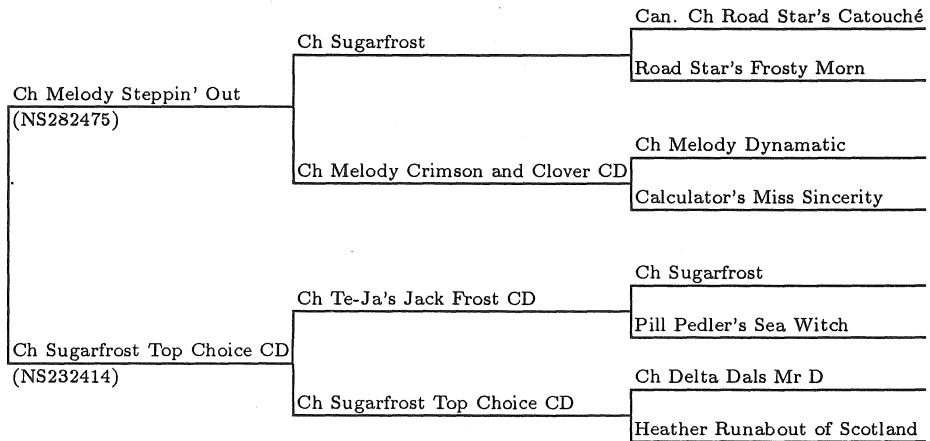 Can. Ch Road Star's Catouché
Ch Sugarfrost
Road Star's Frosty Morn
Ch Melody Steppin' Out
(NS282475)
Ch Melody Dynamatic
Ch Melody Crimson and Clover CD
Calculator's Miss Sincerity
Ch Sugarfrost
Ch Te-Ja's Jack Frost CD
Pill Pedler's Sea Witch
Ch Sugarfrost Top Choice CD
(NS232414)
Ch Delta Dals Mr D
Ch Sugarfrost Top Choice CD
Heather Runabout of Scotland